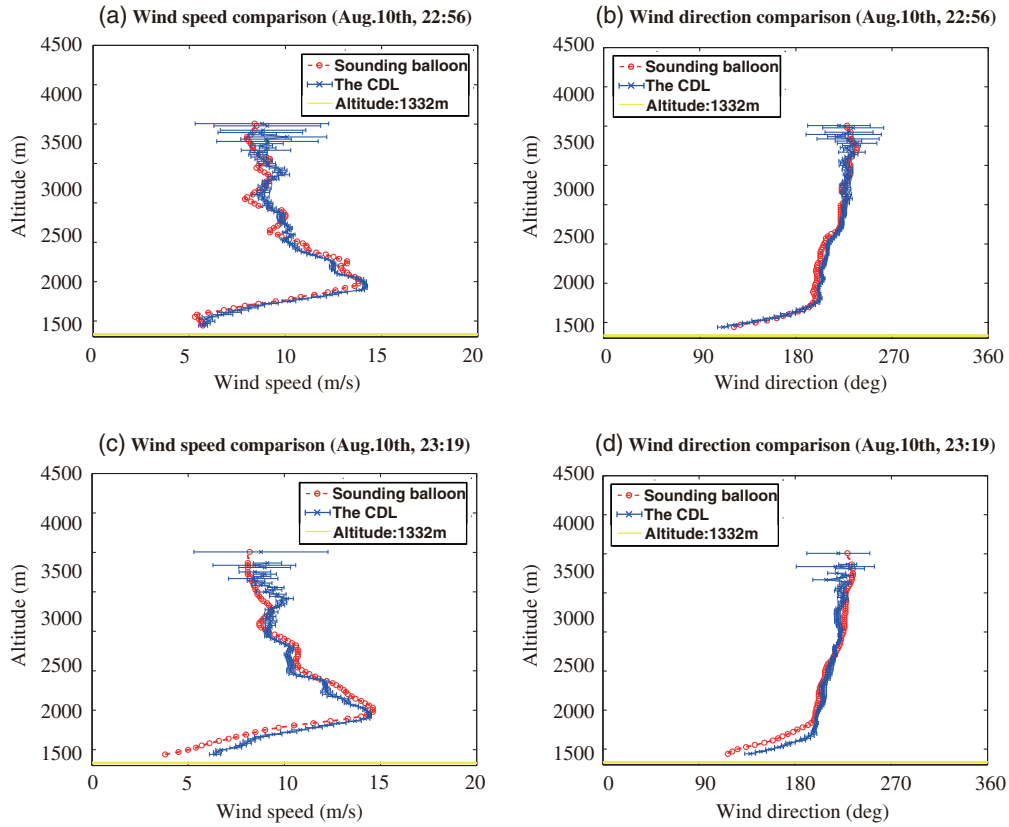 (a) Wind speed comparison (Aug.10th, 22:56)
4500
4000
3500
3000
2500
2000
1500
Altitude (m)
Sounding balloon
The CDL
Altitude:1332m
0 5 10 15 20
Wind speed (m/s)
(b) Wind direction comparison (Aug.10th, 22:56)
4500
4000
3500
3000
2500
2000
1500
Altitude (m)
Sounding balloon
The CDL
Altitude:1332m
0 90 180 270 360
Wind direction (deg)
(c) Wind speed comparison (Aug.10th, 23:19)
4500
4000
3500
3000
2500
2000
1500
Altitude (m)
Sounding balloon
The CDL
Altitude:1332m
0 5 10 15 20
Wind speed (m/s)
(d) Wind direction comparison (Aug.10th, 23:19)
4500
4000
3500
3000
2500
2000
1500
Altitude (m)
Sounding balloon
The CDL
Altitude:1332m
0 90 180 270 360
Wind direction (deg)